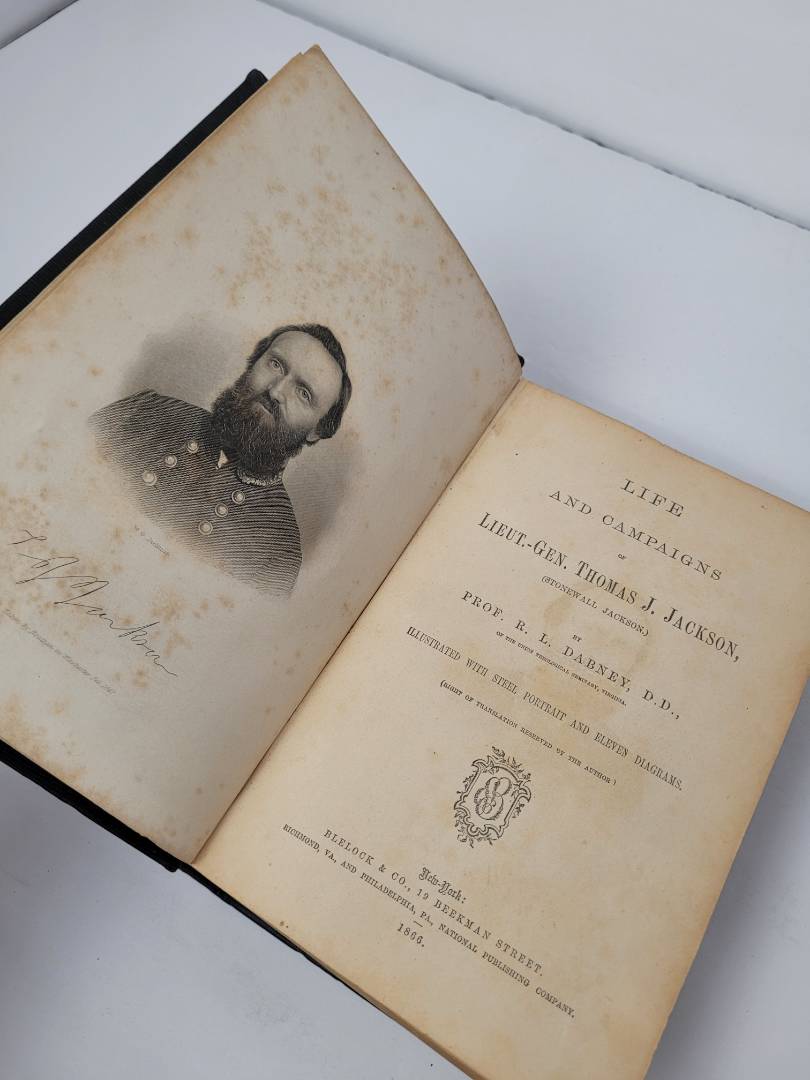 T. J. Jackson
LIFE
AND CAMPAIGNS
OF
LIEUT.-GEN. THOMAS J. JACKSON,
(STONEWALL JACKSON.)
BY
PROF. R. L. DABNEY, D.D.,
OF THE UNION THEOLOGICAL SEMINARY, VIRGINIA.
ILLUSTRATED WITH STEEL PORTRAIT AND ELEVEN DIAGRAMS.
(RIGHT OF TRANSLATION RESERVED BY THE AUTHOR)
New-York:
BLELOCK & CO., 19 BEEKMAN STREET.
RICHMOND, VA., AND PHILADELPHIA, PA., NATIONAL PUBLISHING COMPANY.
1866.